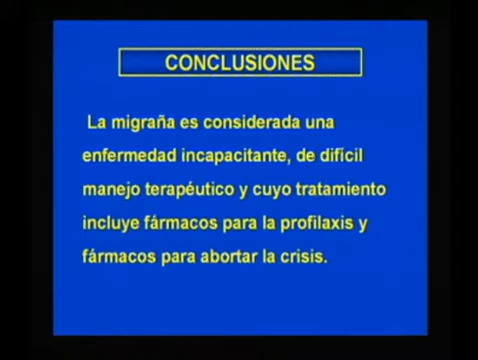 CONCLUSIONES
La migraña es considerada una
enfermedad incapacitante, de difícil
manejo terapéutico y cuyo tratamiento
incluye fármacos para la profilaxis y
fármacos para abortar la crisis.